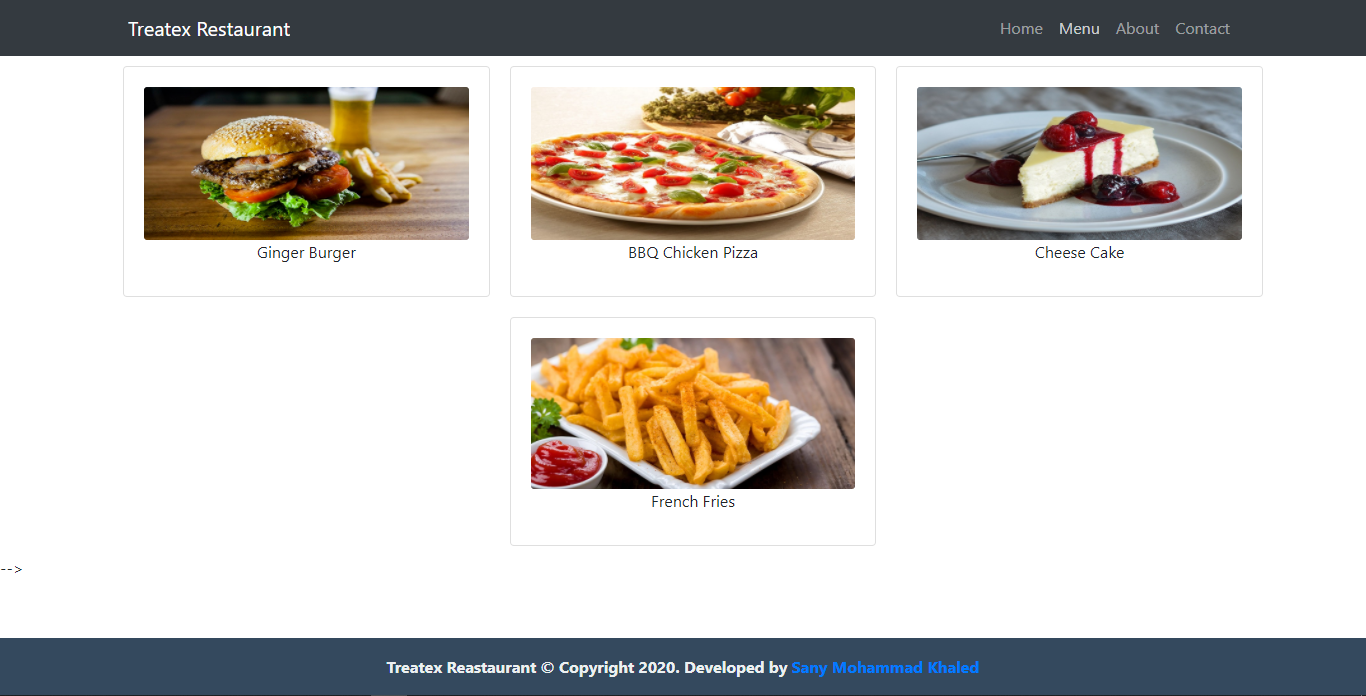 Treatex Restaurant
Home Menu About Contact
Ginger Burger
BBQ Chicken Pizza
Cheese Cake
French Fries
-->
Treatex Reastaurant © Copyright 2020. Developed by Sany Mohammad Khaled